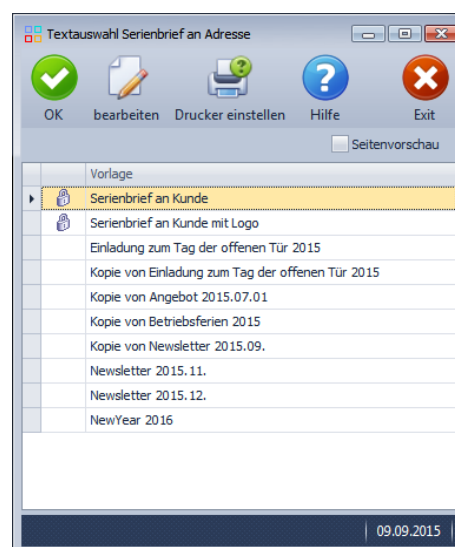 Textauswahl Serienbrief an Adresse
OK bearbeiten Drucker einstellen Hilfe Exit
Seitenvorschau
Vorlage
Serienbrief an Kunde
Serienbrief an Kunde mit Logo
Einladung zum Tag der offenen Tür 2015
Kopie von Einladung zum Tag der offenen Tür 2015
Kopie von Angebot 2015.07.01
Kopie von Betriebsferien 2015
Kopie von Newsletter 2015.09.
Newsletter 2015.11.
Newsletter 2015.12.
NewYear 2016
09.09.2015